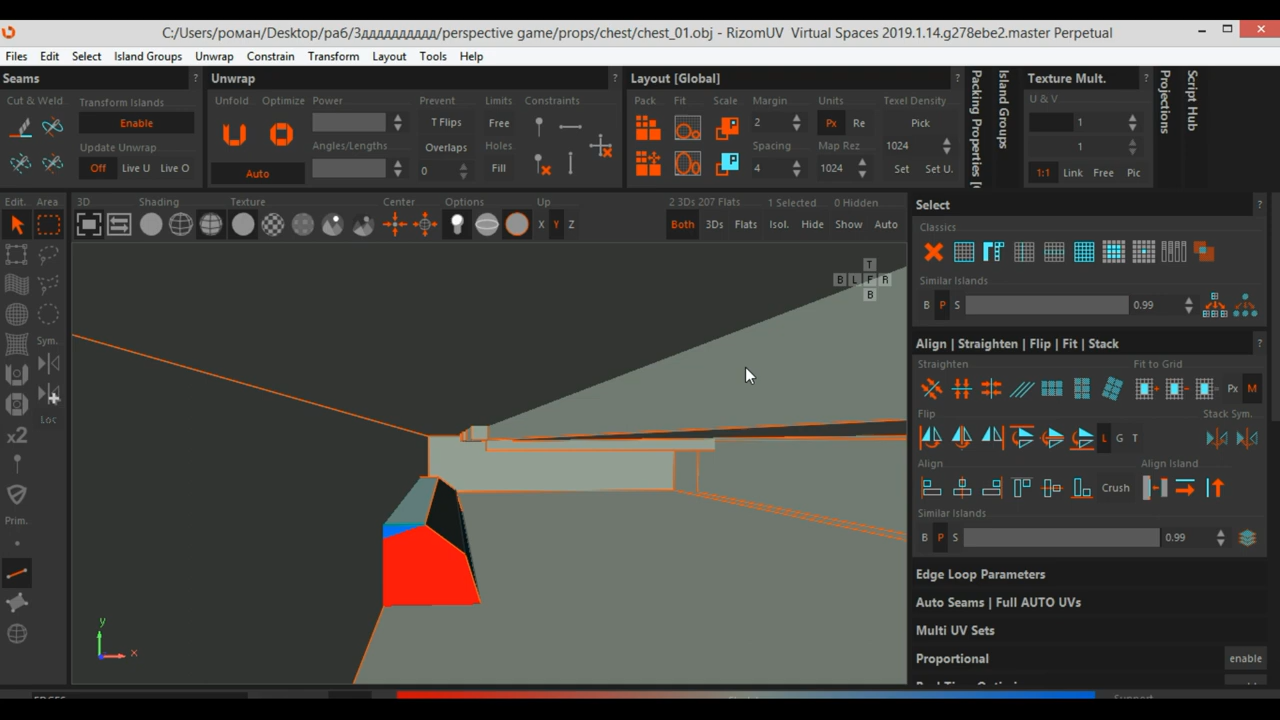 C:/Users/роман/Desktop/раб/3дддддддддд/perspective game/props/chest/chest_01.obj - RizomUV Virtual Spaces 2019.1.14.g278ebe2.master Perpetual
Files Edit Select Island Groups Unwrap Constrain Transform Layout Tools Help
Seams ? Unwrap ? Layout [Global] ? Texture Mult. ?
Packing Properties [
Island Groups
Projections
Script Hub
Cut & Weld Transform Islands Unfold Optimize Power Prevent Limits Constraints Pack Fit Scale Margin Units Texel Density U & V
Enable T Flips Free 2 Px Re Pick 1
Update Unwrap Angles/Lengths Overlaps Holes Spacing Map Rez 1024 1
Off Live U Live O Auto 0 Fill 4 1024 Set Set U. 1:1 Link Free Pic
Edit. Area 3D Shading Texture Center Options Up 2 3Ds 207 Flats 1 Selected 0 Hidden Select ?
X Y Z Both 3Ds Flats Isol. Hide Show Auto Classics
T
B L F R
B
Similar Islands
B P S 0.99
Sym.
Align | Straighten | Flip | Fit | Stack ?
Straighten Fit to Grid
Px M
Flip Stack Sym.
Loc
x2
L G T
Align Align Island
Crush
Similar Islands
Prim.
B P S 0.99
Edge Loop Parameters
Auto Seams | Full AUTO UVs
Multi UV Sets
y
x
Proportional enable